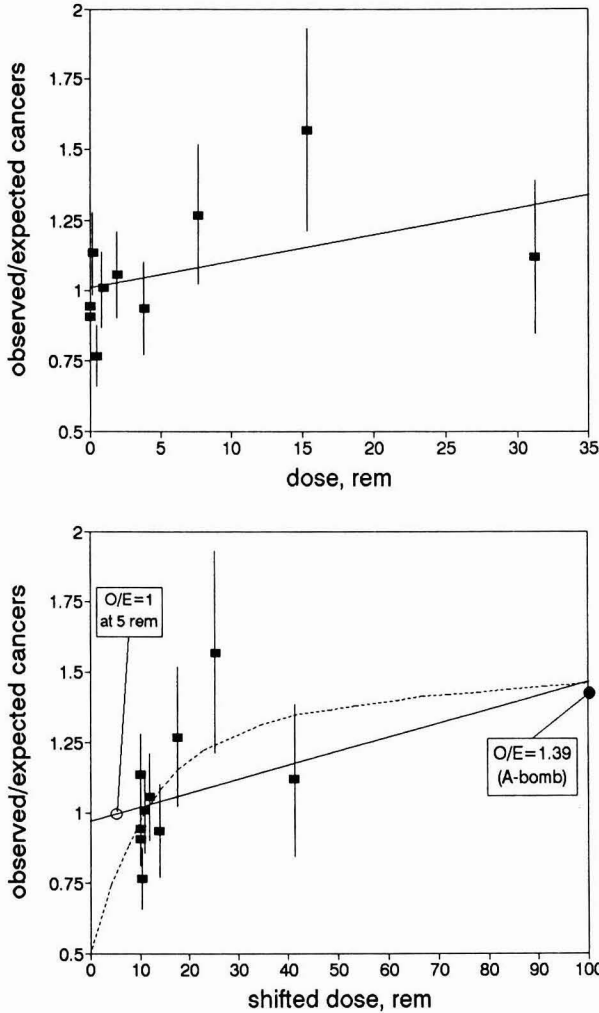 2
1.75
1.5
1.25
1
0.75
0.5
observed/expected cancers
0 5 10 15 20 25 30 35
dose, rem
2
1.75
1.5
1.25
1
0.75
0.5
observed/expected cancers
O/E=1
at 5 rem
O/E=1.39
(A-bomb)
0 10 20 30 40 50 60 70 80 90 100
shifted dose, rem